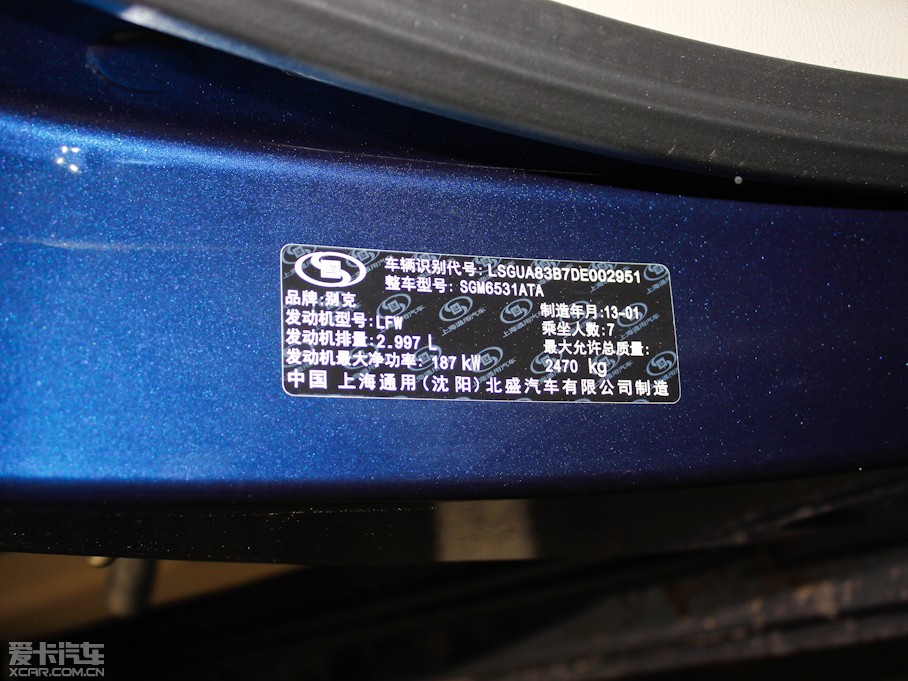 车辆识别代号: LSGUA83B7DE002951
整车型号: SGM6531ATA
品牌:别克
制造年月:13-01
发动机型号:LFW
乘坐人数:7
发动机排量:2.997 L
最大允许总质量:
发动机最大净功率: 187 kW
2470 kg
中国 上海通用(沈阳)北盛汽车有限公司制造
爱卡汽车
XCAR.COM.CN